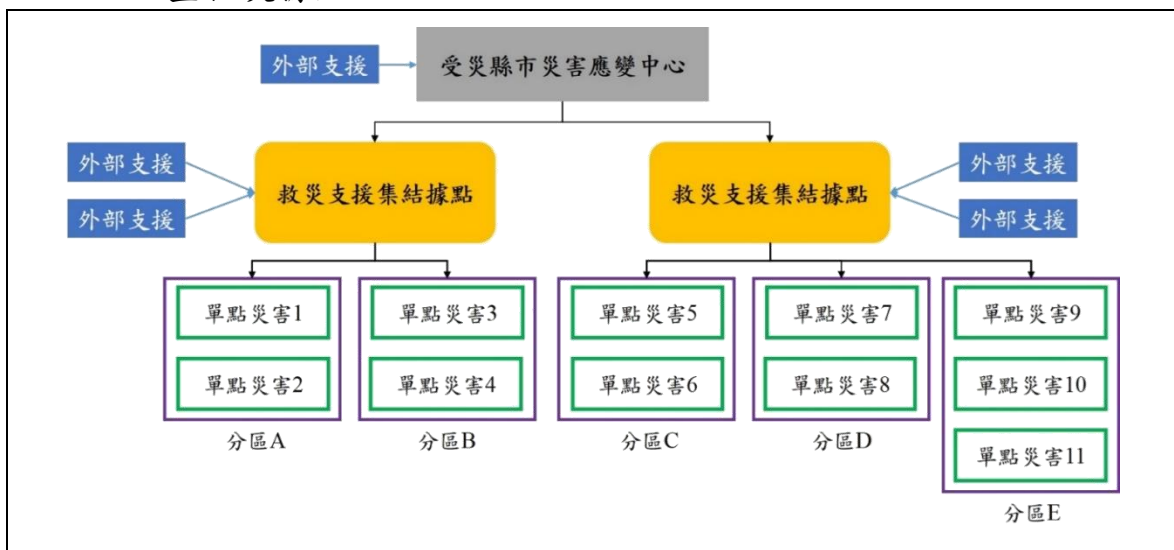 外部支援
受災縣市災害應變中心
外部支援
外部支援
救災支援集結據點
救災支援集結據點
外部支援
外部支援
單點災害1
單點災害2
分區A
單點災害3
單點災害4
分區B
單點災害5
單點災害6
分區C
單點災害7
單點災害8
分區D
單點災害9
單點災害10
單點災害11
分區E